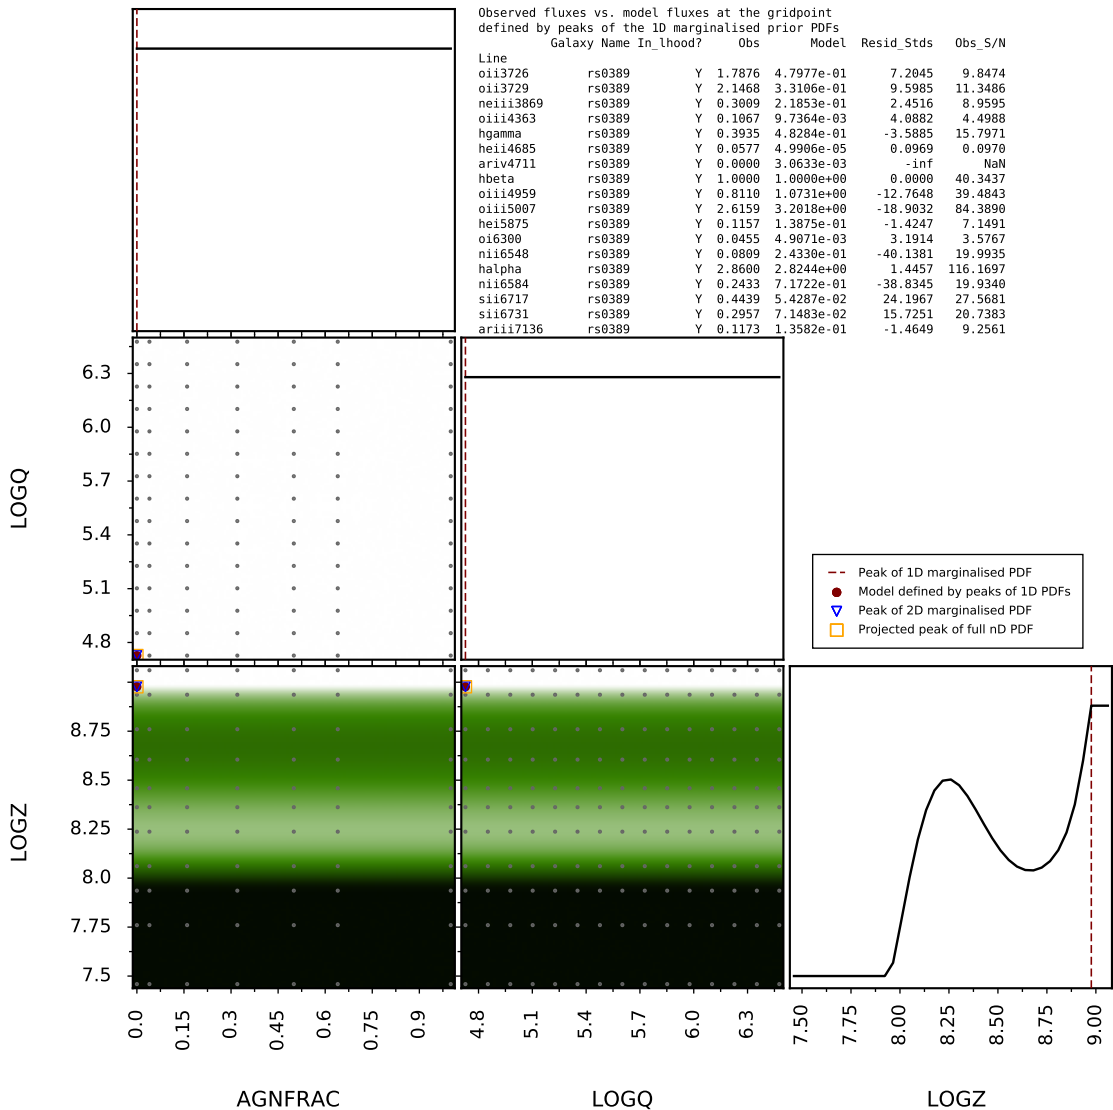 Observed fluxes vs. model fluxes at the gridpoint
defined by peaks of the 1D marginalised prior PDFs
Galaxy Name In_lhood? Obs Model Resid_Stds Obs_S/N
Line
oii3726 rs0389 Y 1.7876 4.7977e-01 7.2045 9.8474
oii3729 rs0389 Y 2.1468 3.3106e-01 9.5985 11.3486
neiii3869 rs0389 Y 0.3009 2.1853e-01 2.4516 8.9595
oiii4363 rs0389 Y 0.1067 9.7364e-03 4.0882 4.4988
hgamma rs0389 Y 0.3935 4.8284e-01 -3.5885 15.7971
heii4685 rs0389 Y 0.0577 4.9906e-05 0.0969 0.0970
ariv4711 rs0389 Y 0.0000 3.0633e-03 -inf NaN
hbeta rs0389 Y 1.0000 1.0000e+00 0.0000 40.3437
oiii4959 rs0389 Y 0.8110 1.0731e+00 -12.7648 39.4843
oiii5007 rs0389 Y 2.6159 3.2018e+00 -18.9032 84.3890
hei5875 rs0389 Y 0.1157 1.3875e-01 -1.4247 7.1491
oi6300 rs0389 Y 0.0455 4.9071e-03 3.1914 3.5767
nii6548 rs0389 Y 0.0809 2.4330e-01 -40.1381 19.9935
halpha rs0389 Y 2.8600 2.8244e+00 1.4457 116.1697
nii6584 rs0389 Y 0.2433 7.1722e-01 -38.8345 19.9340
sii6717 rs0389 Y 0.4439 5.4287e-02 24.1967 27.5681
sii6731 rs0389 Y 0.2957 7.1483e-02 15.7251 20.7383
ariii7136 rs0389 Y 0.1173 1.3582e-01 -1.4649 9.2561
LOGQ
6.3
6.0
5.7
5.4
5.1
4.8
Peak of 1D marginalised PDF
Model defined by peaks of 1D PDFs
Peak of 2D marginalised PDF
Projected peak of full nD PDF
LOGZ
8.75
8.5
8.25
8.0
7.75
7.5
0.0 0.15 0.3 0.45 0.6 0.75 0.9
4.8 5.1 5.4 5.7 6.0 6.3
7.50 7.75 8.00 8.25 8.50 8.75 9.00
AGNFRAC LOGQ LOGZ